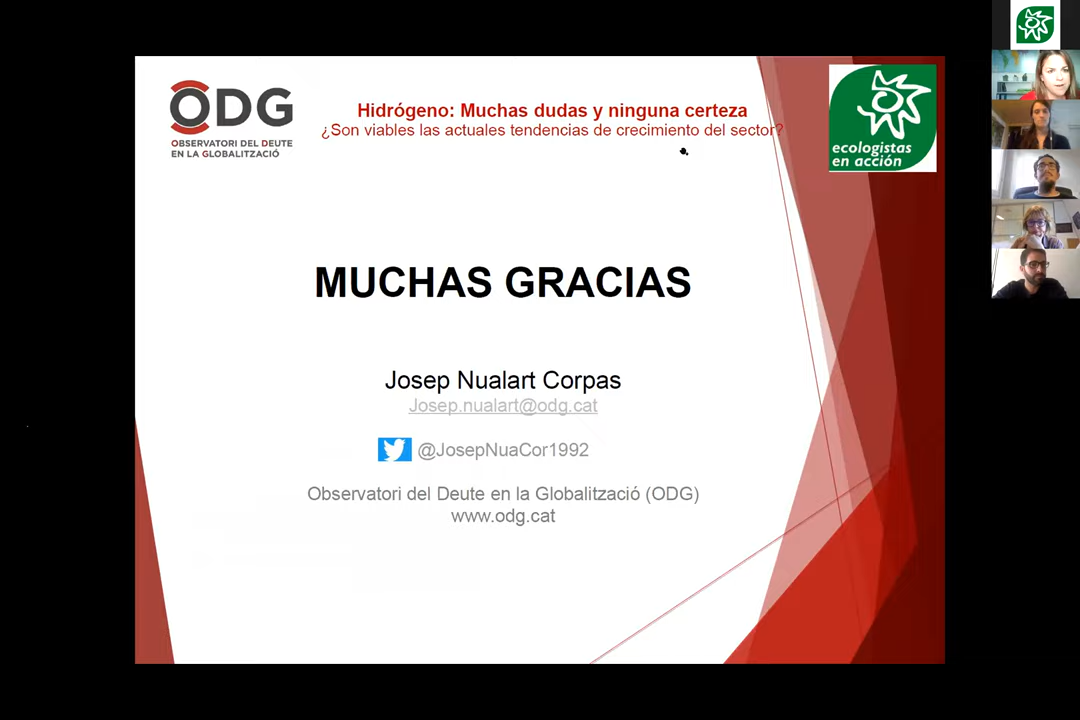 ODG
OBSERVATORI DEL DEUTE
EN LA GLOBALITZACIÓ
Hidrógeno: Muchas dudas y ninguna certeza
¿Son viables las actuales tendencias de crecimiento del sector?
ecologistas
en acción
MUCHAS GRACIAS
Josep Nualart Corpas
Josep.nualart@odg.cat
@JosepNuaCor1992
Observatori del Deute en la Globalització (ODG)
www.odg.cat